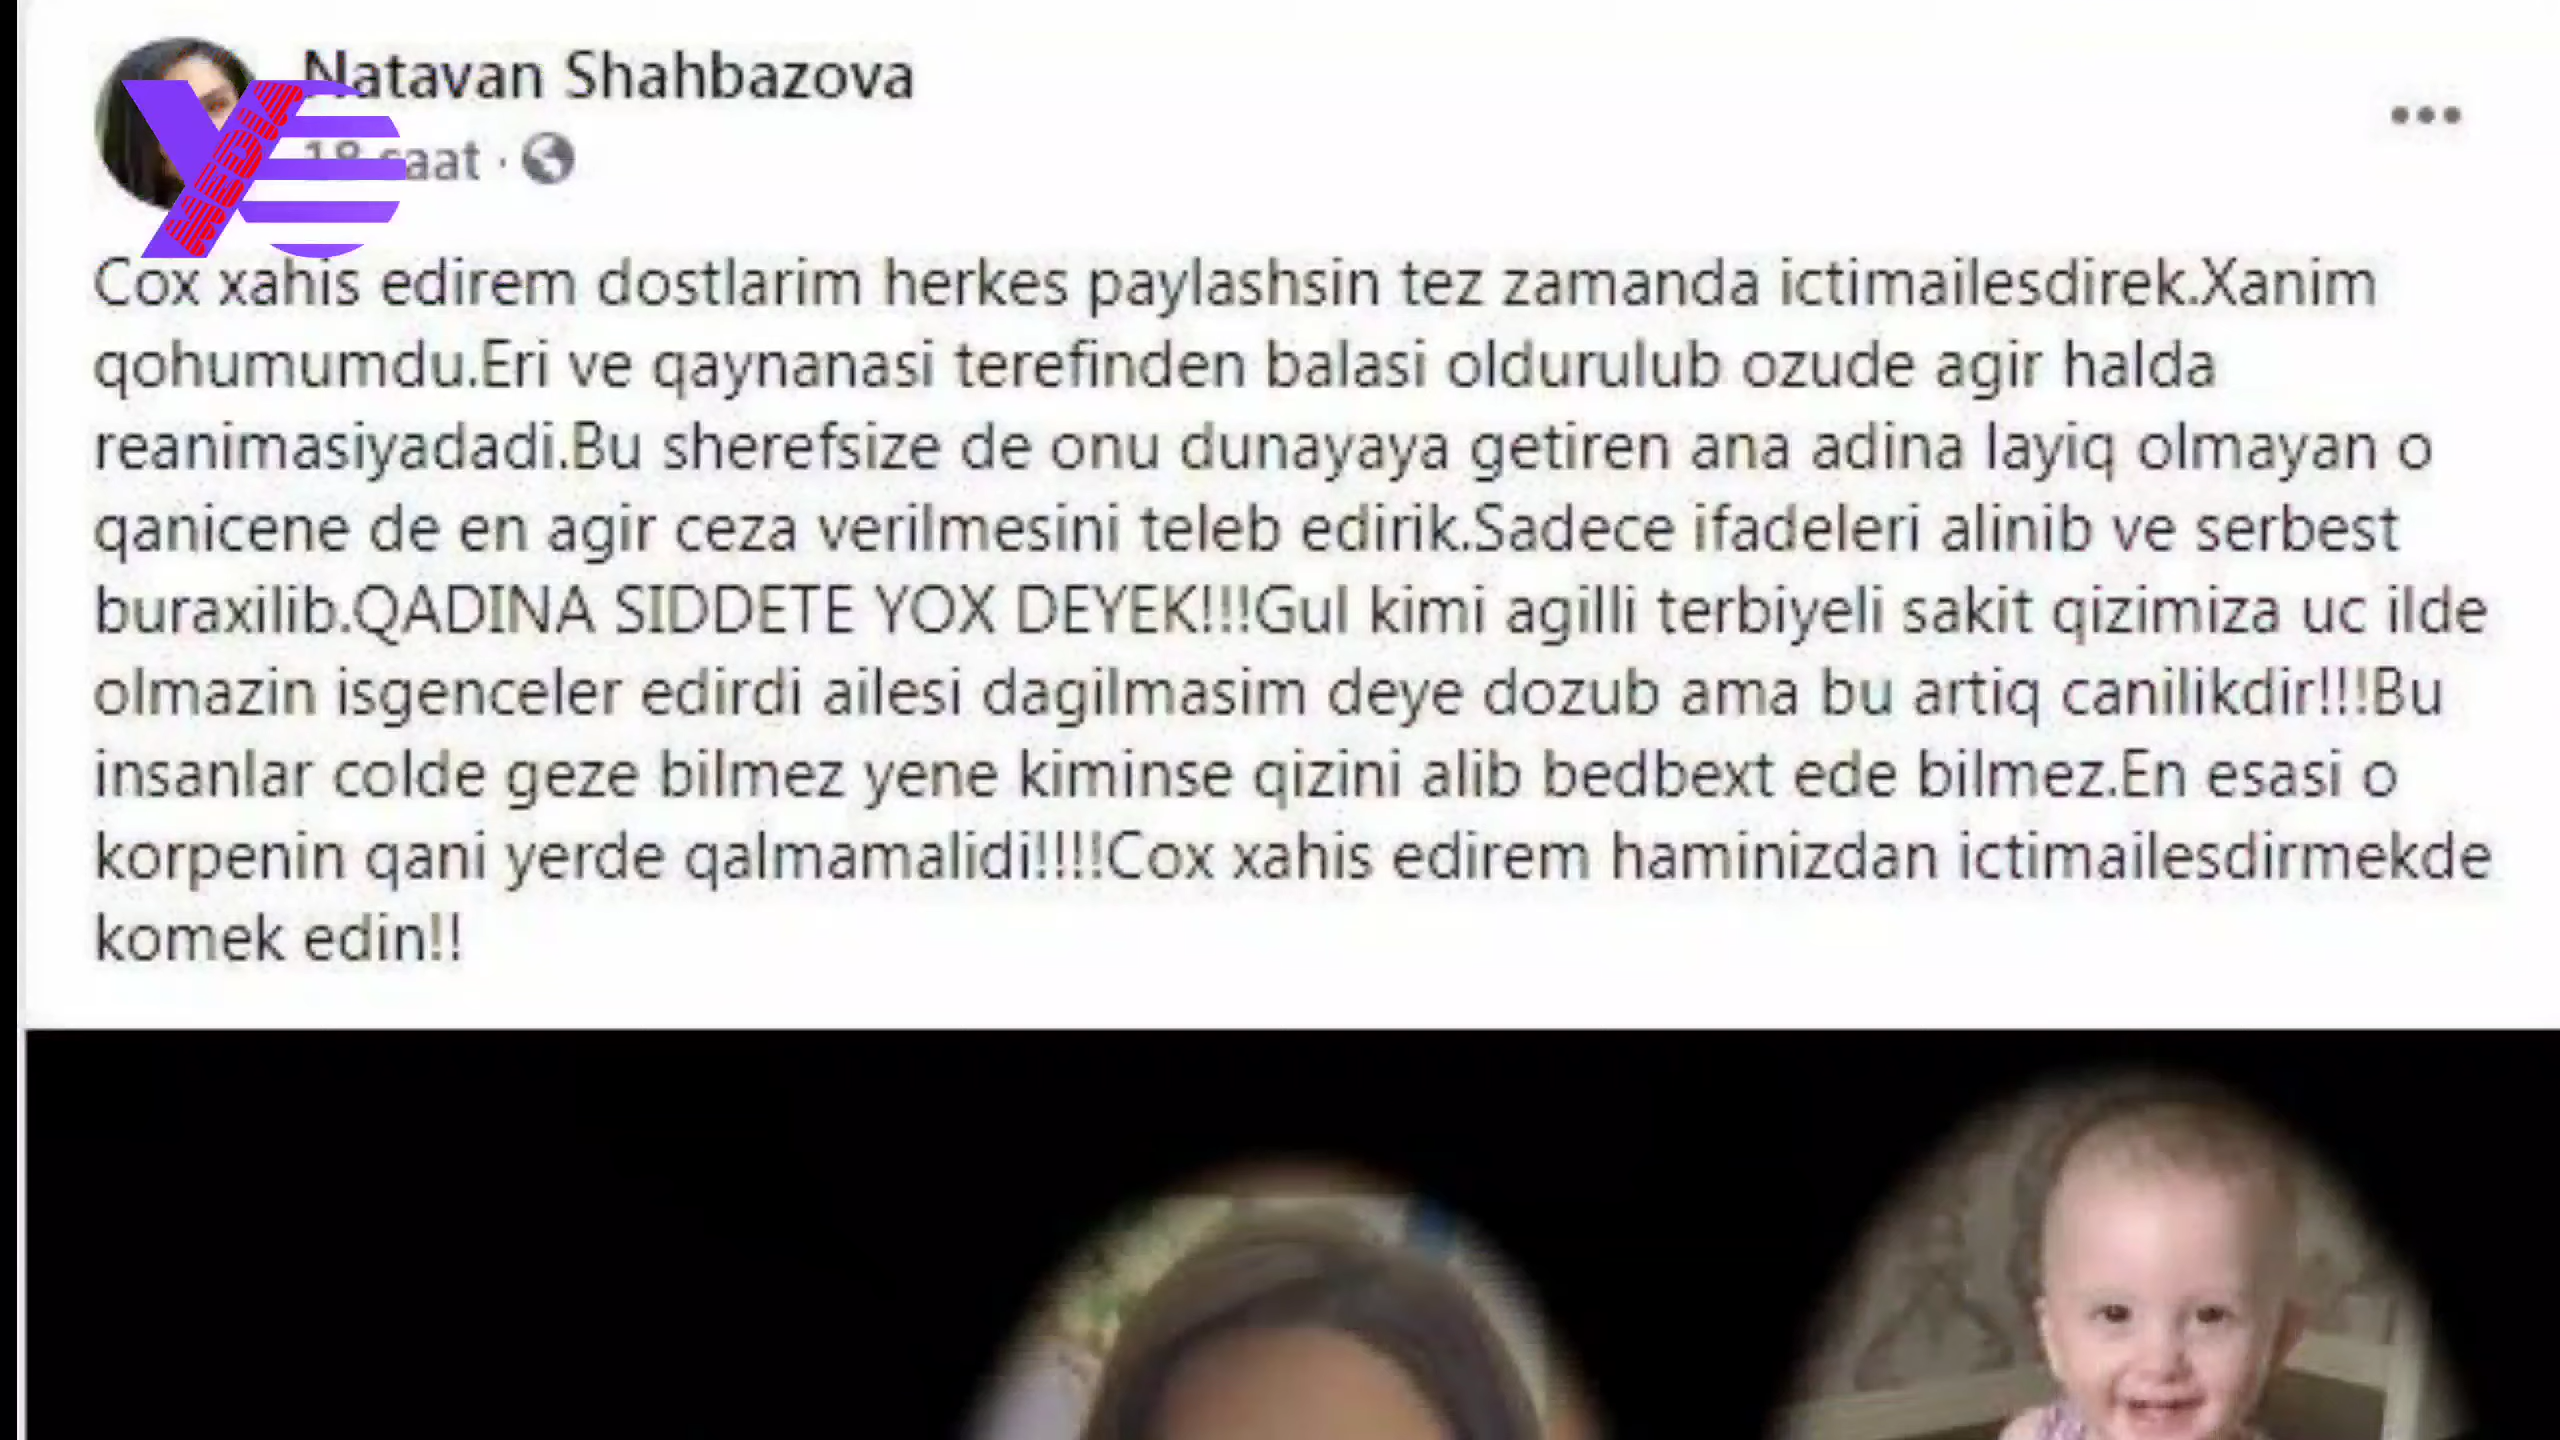 Natavan Shahbazova
18 saat
MEDIA
Cox xahis edirem dostlarim herkes paylashsin tez zamanda ictimailesdirek.Xanim
qohumumdu.Eri ve qaynanasi terefinden balasi oldurulub ozude agir halda
reanimasiyadadi.Bu sherefsize de onu dunayaya getiren ana adina layiq olmayan o
qanicene de en agir ceza verilmesini teleb edirik.Sadece ifadeleri alinib ve serbest
buraxilib.QADINA SIDDETE YOX DEYEK!!!Gul kimi agilli terbiyeli sakit qizimiza uc ilde
olmazin isgenceler edirdi ailesi dagilmasim deye dozub ama bu artiq canilikdir!!!Bu
insanlar colde geze bilmez yene kiminse qizini alib bedbext ede bilmez.En esasi o
korpenin qani yerde qalmamalidi!!!!Cox xahis edirem haminizdan ictimailesdirmekde
komek edin!!